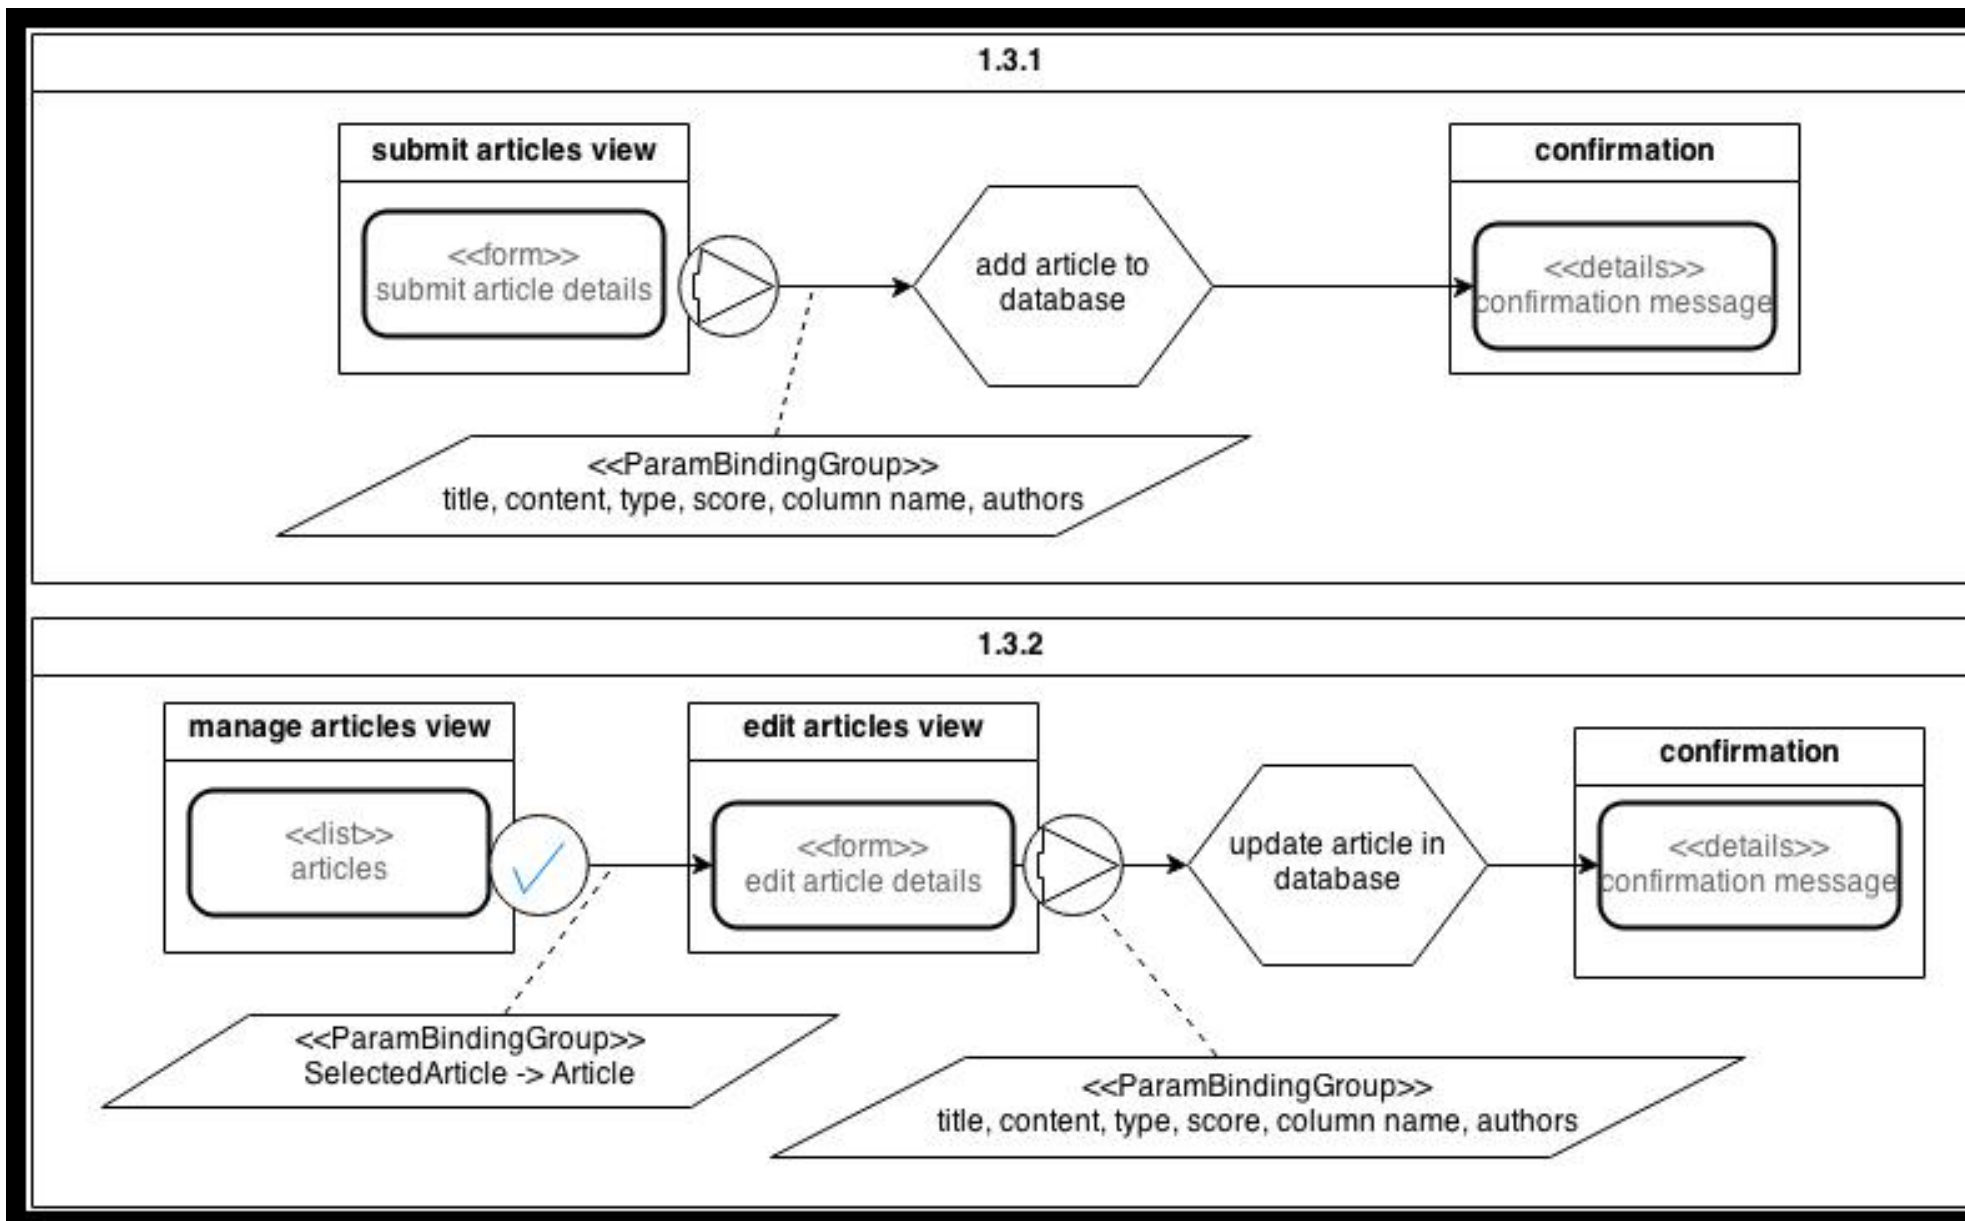 1.3.1
submit articles view
confirmation
<<form>>
submit article details
add article to
database
<<details>>
confirmation message
<<ParamBindingGroup>>
title, content, type, score, column name, authors
1.3.2
manage articles view
edit articles view
confirmation
<<list>>
articles
<<form>>
edit article details
update article in
database
<<details>>
confirmation message
<<ParamBindingGroup>>
SelectedArticle -> Article
<<ParamBindingGroup>>
title, content, type, score, column name, authors